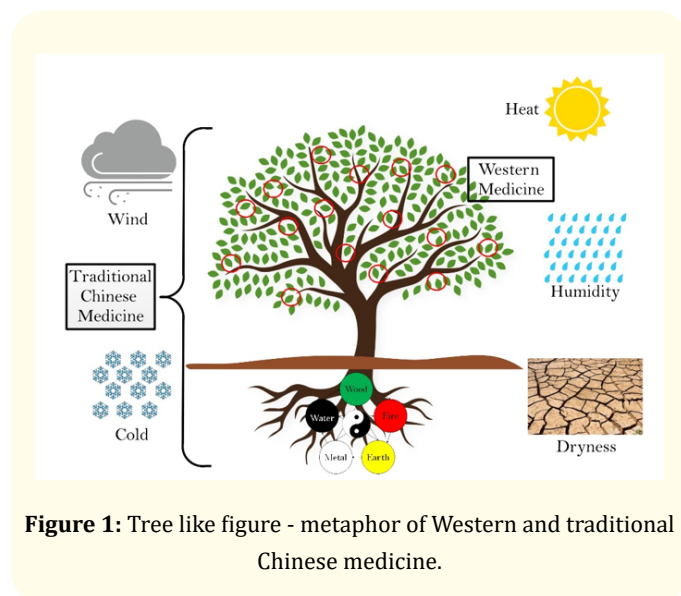 Heat
Western
Medicine
Wind
Traditional
Chinese
Medicine
Humidity
Cold
Dryness
Wood
Water
Fire
Metal
Earth
Figure 1: Tree like figure - metaphor of Western and traditional
Chinese medicine.